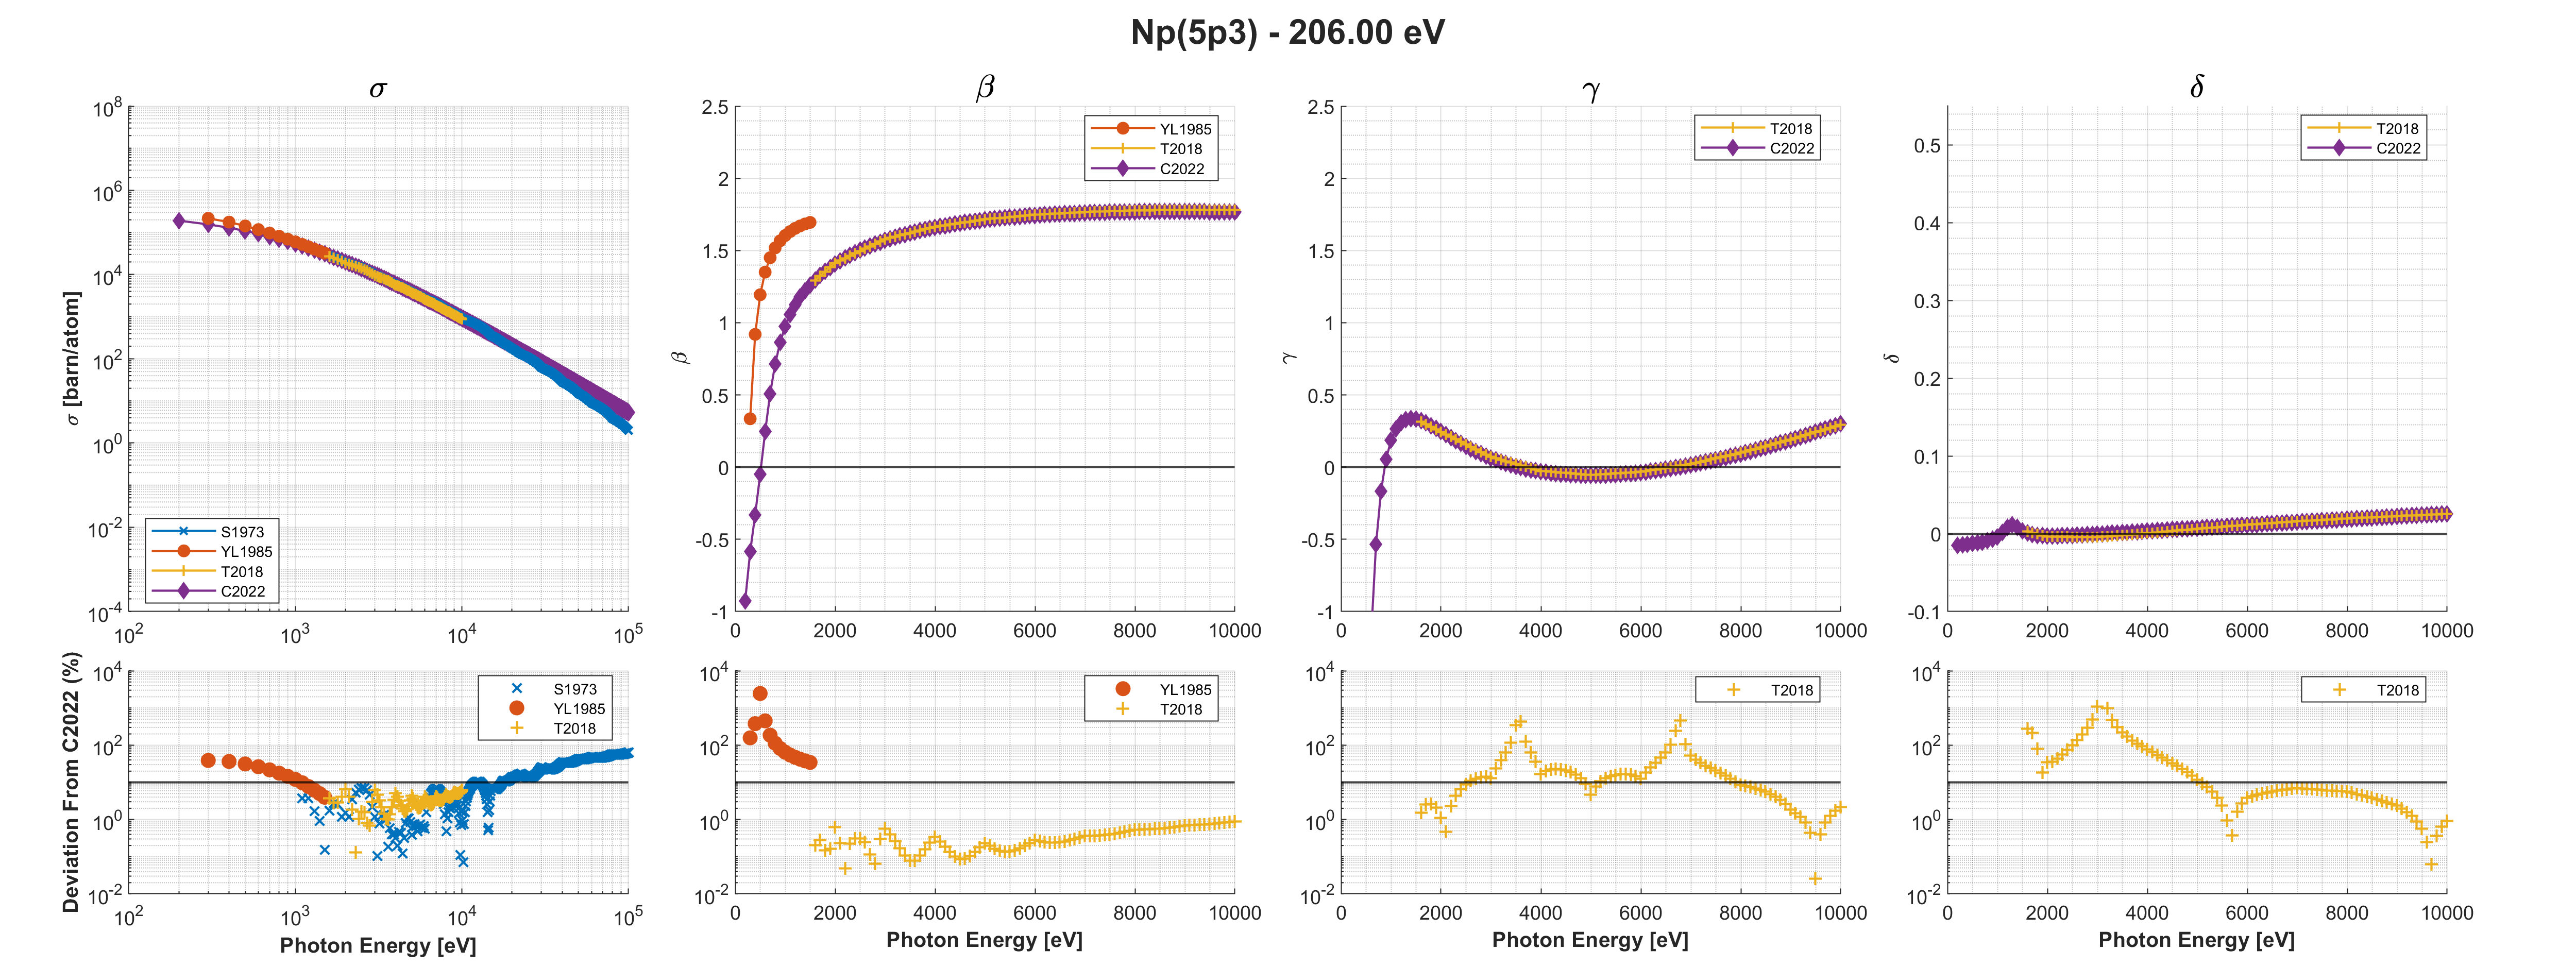 Np(5p3) - 206.00 eV
σ
10^8
10^6
10^4
10^2
10^0
10^-2
10^-4
σ [barn/atom]
S1973
YL1985
T2018
C2022
10^2 10^3 10^4 10^5
β
2.5
2
1.5
1
0.5
0
-0.5
-1
β
YL1985
T2018
C2022
0 2000 4000 6000 8000 10000
γ
2.5
2
1.5
1
0.5
0
-0.5
-1
γ
T2018
C2022
0 2000 4000 6000 8000 10000
δ
0.5
0.4
0.3
0.2
0.1
0
-0.1
δ
T2018
C2022
0 2000 4000 6000 8000 10000
Deviation From C2022 (%)
10^4
10^2
10^0
10^-2
S1973
YL1985
T2018
10^2 10^3 10^4 10^5
Photon Energy [eV]
10^4
10^2
10^0
10^-2
YL1985
T2018
0 2000 4000 6000 8000 10000
Photon Energy [eV]
10^4
10^2
10^0
10^-2
T2018
0 2000 4000 6000 8000 10000
Photon Energy [eV]
10^4
10^2
10^0
10^-2
T2018
0 2000 4000 6000 8000 10000
Photon Energy [eV]